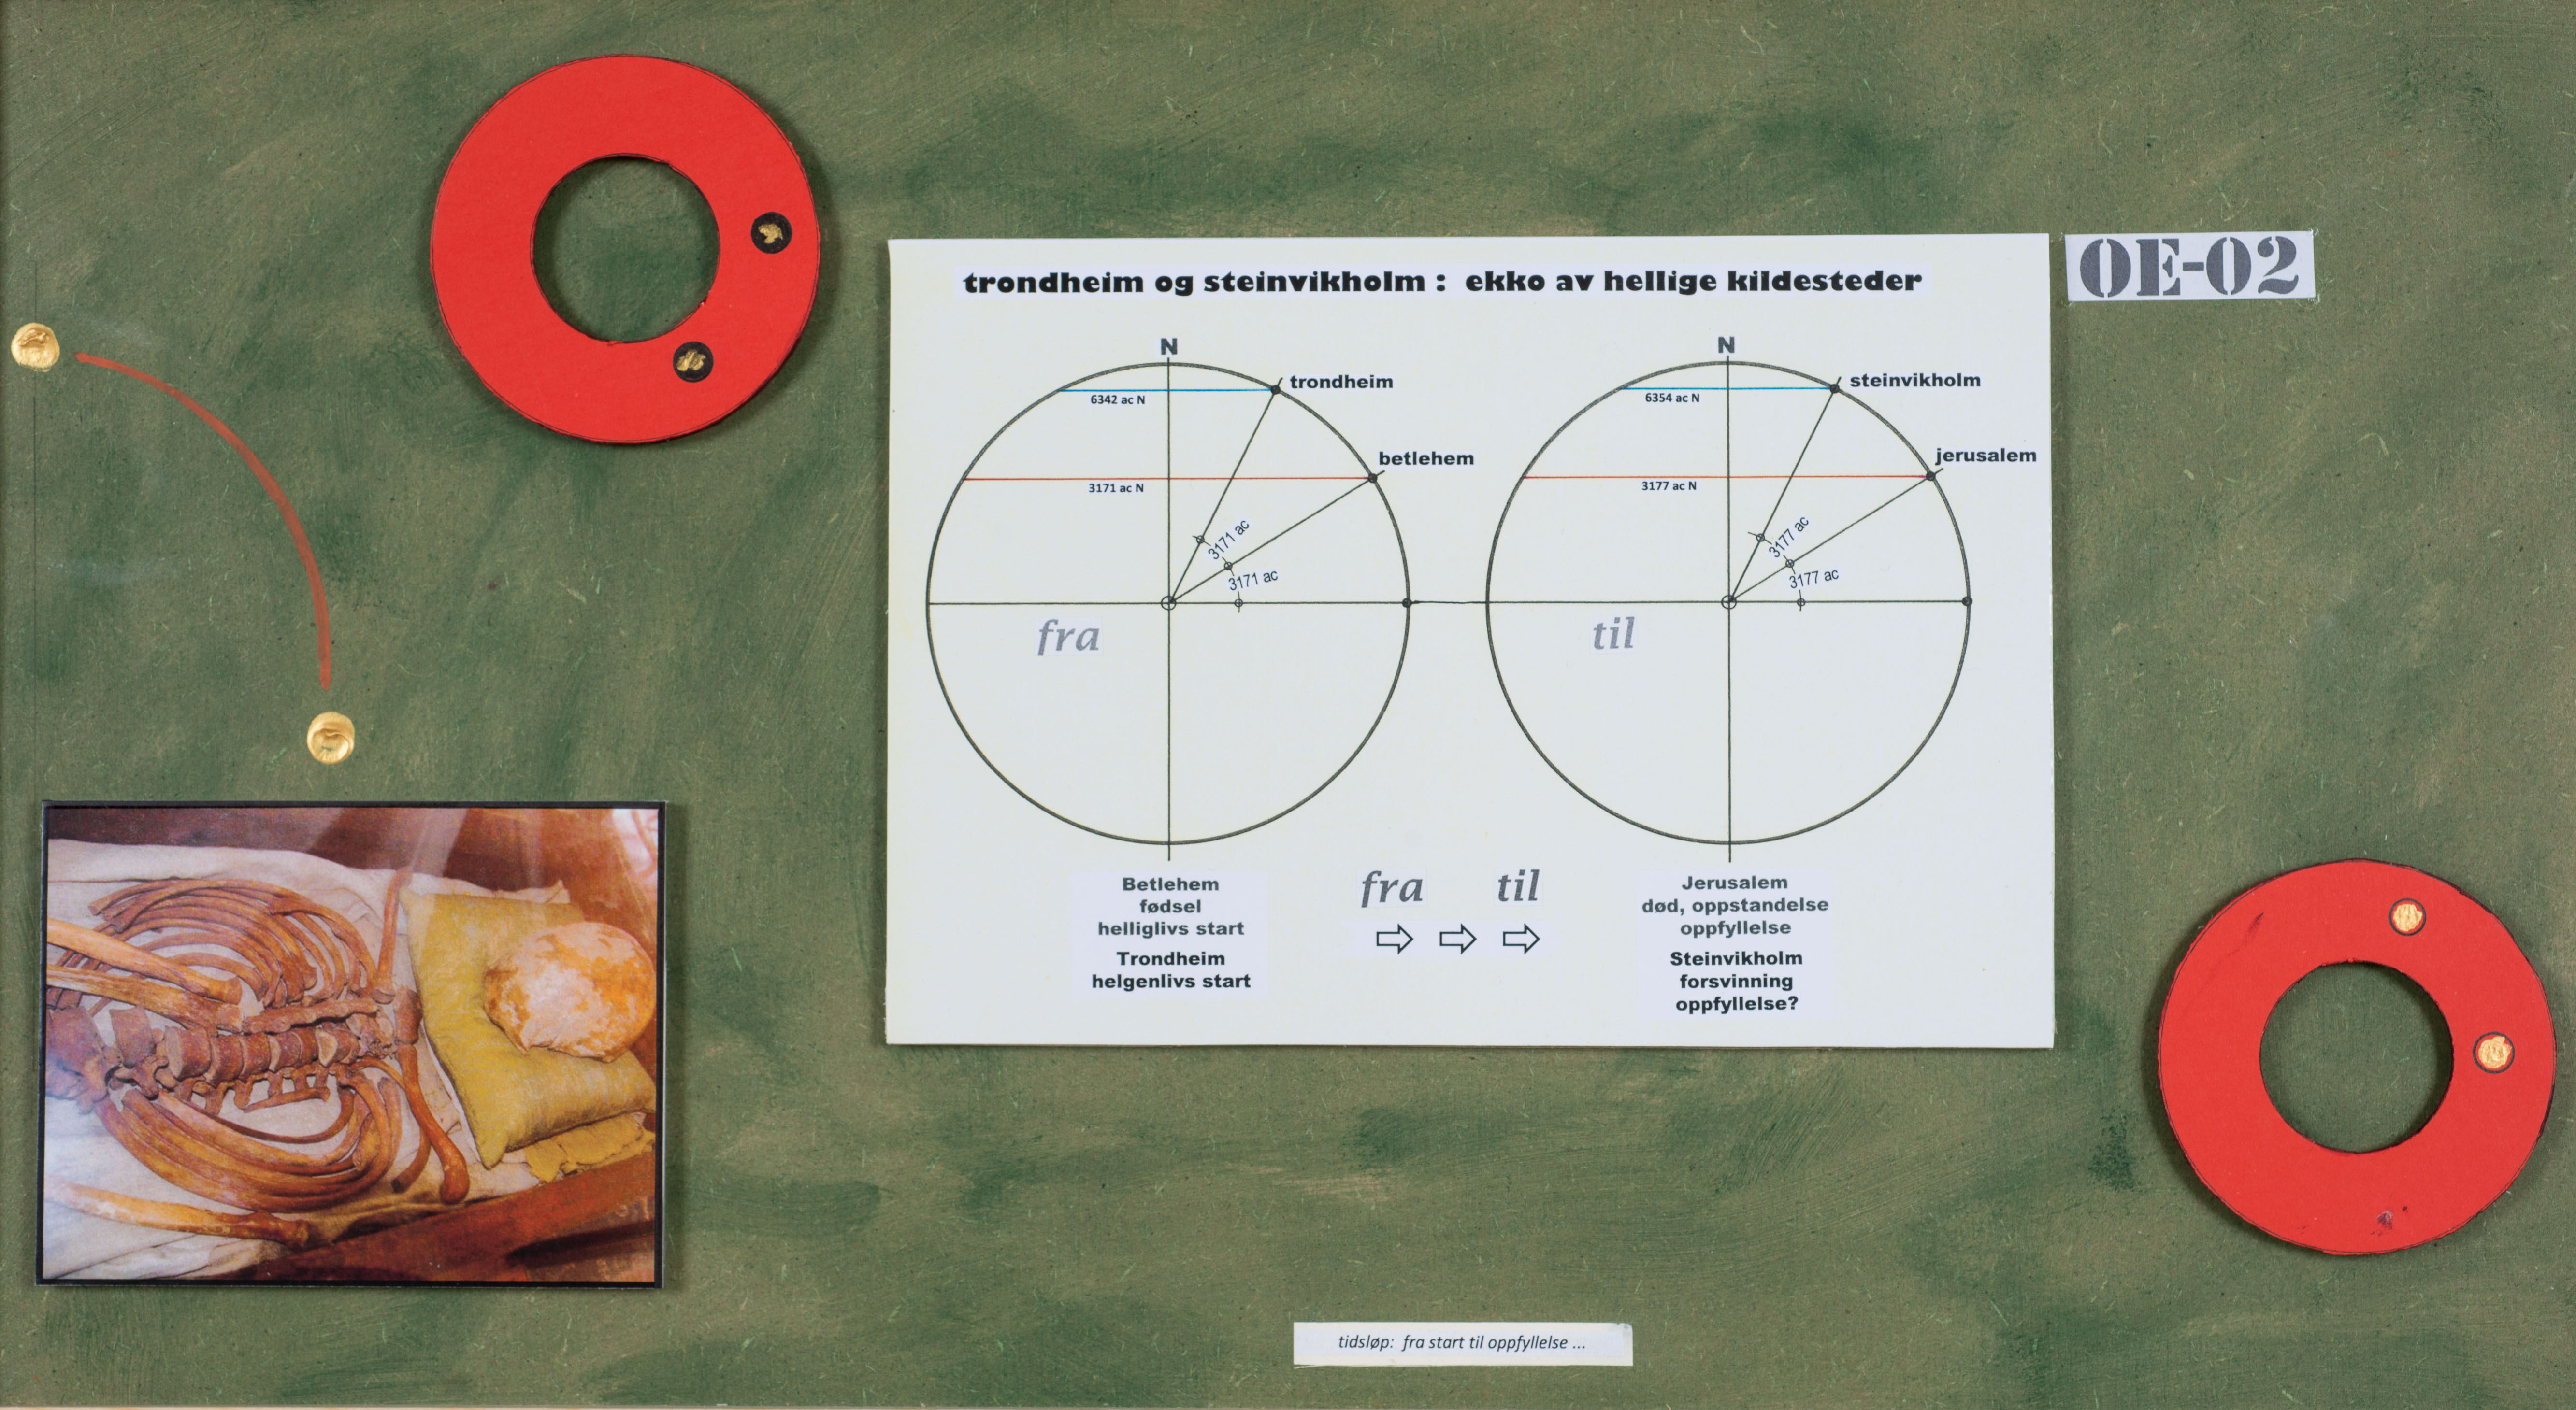 trondheim og steinvikholm : ekko av hellige kildesteder
OE-02
N
trondheim
6342 ac N
betlehem
3171 ac N
3171 ac
3171 ac
fra
N
steinvikholm
6354 ac N
jerusalem
3177 ac N
3177 ac
3177 ac
til
Betlehem
fødsel
helliglivs start
Trondheim
helgenlivs start
fra til
Jerusalem
død, oppstandelse
oppfyllelse
Steinvikholm
forsvinning
oppfyllelse?
tidsløp: fra start til oppfyllelse ...